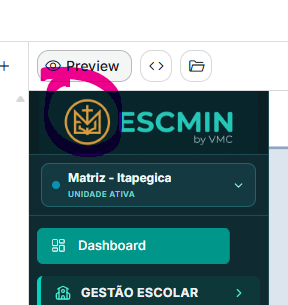 Preview
ESCMIN
by VMC
Matriz - Itapegica
UNIDADE ATIVA
Dashboard
GESTÃO ESCOLAR